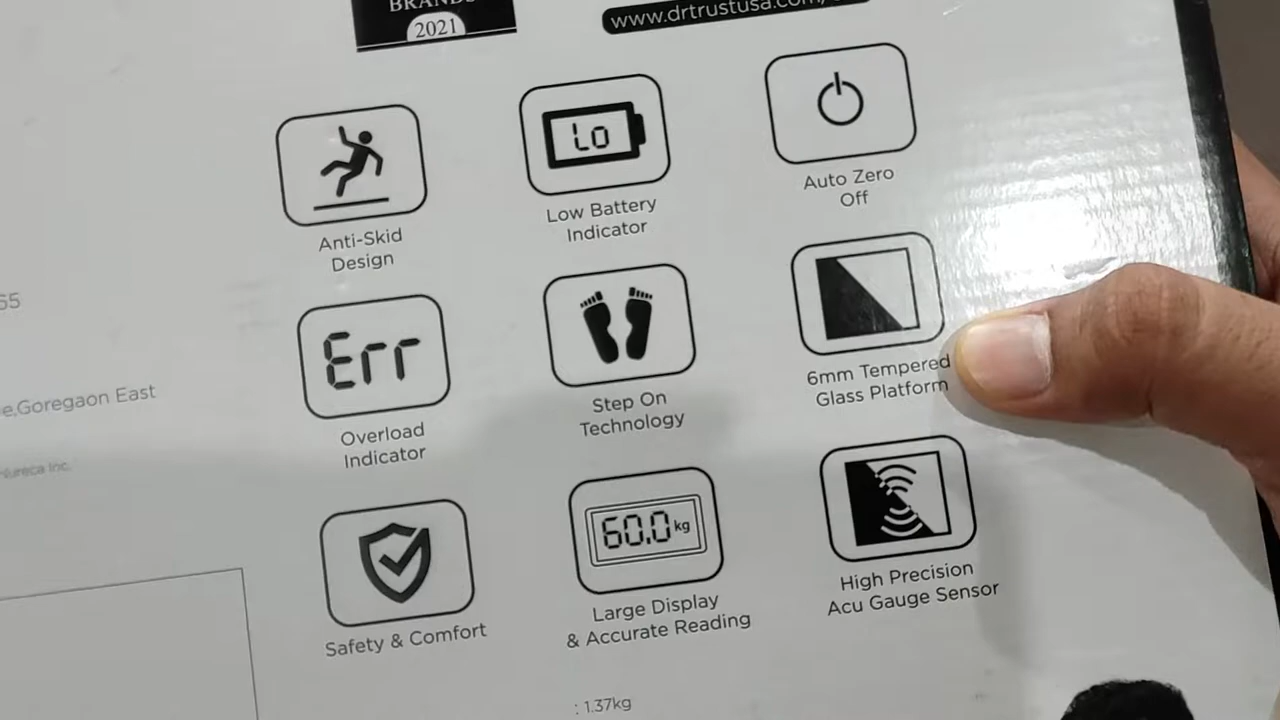 BRANDS
2021
www.drtrustusa.com/
Lo
Anti-Skid
Design
Low Battery
Indicator
Auto Zero
Off
65
Err
Overload
Indicator
Step On
Technology
6mm Tempered
Glass Platform
e,Goregaon East
Inc.
60.0 kg
Safety & Comfort
Large Display
& Accurate Reading
High Precision
Acu Gauge Sensor
: 1.37kg